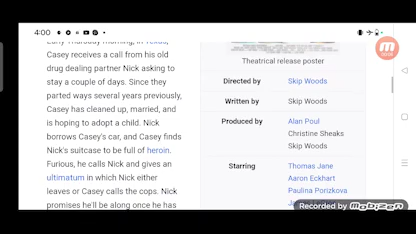 4:00
Early Thursday morning, in Texas,
Casey receives a call from his old
drug dealing partner Nick asking to
stay a couple of days. Since they
parted ways several years previously,
Casey has cleaned up, married, and
is hoping to adopt a child. Nick
borrows Casey's car, and Casey finds
Nick's suitcase to be full of heroin.
Furious, he calls Nick and gives an
ultimatum in which Nick either
leaves or Casey calls the cops. Nick
promises he'll be along once he has
Theatrical release poster
Directed by Skip Woods
Written by Skip Woods
Produced by Alan Poul
Christine Sheaks
Skip Woods
Starring Thomas Jane
Aaron Eckhart
Paulina Porizkova
Recorded by Mobizen